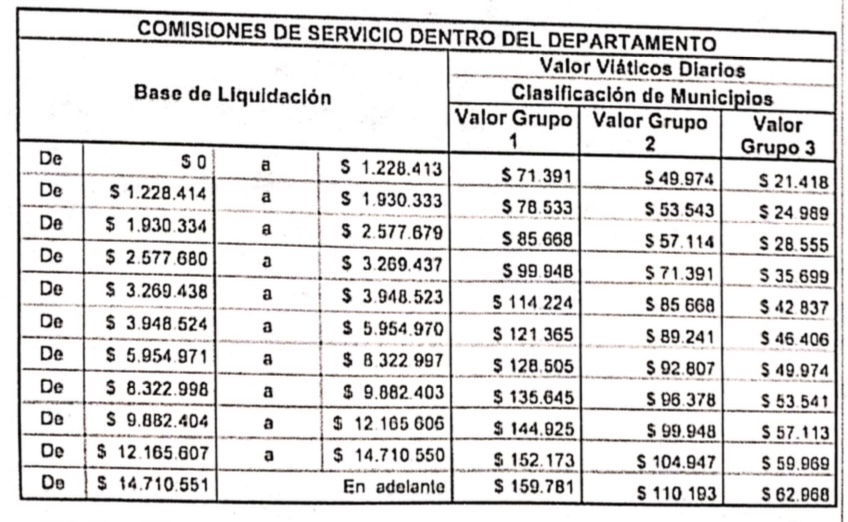 COMISIONES DE SERVICIO DENTRO DEL DEPARTAMENTO
Base de Liquidación
Valor Viáticos Diarios
Clasificación de Municipios
Valor Grupo 1
Valor Grupo 2
Valor Grupo 3
De $ 0 a $ 1.228.413 $ 71.391 $ 49.974 $ 21.418
De $ 1.228.414 a $ 1.930.333 $ 78.533 $ 53.543 $ 24 989
De $ 1.930.334 a $ 2.577.679 $ 85 668 $ 57.114 $ 28.555
De $ 2.577.680 a $ 3.269.437 $ 99 948 $ 71.391 $ 35 699
De $ 3.269.438 a $ 3.948.523 $ 114 224 $ 85 668 $ 42 837
De $ 3.948.524 a $ 5.954.970 $ 121 365 $ 89.241 $ 46 406
De $ 5.954.971 a $ 8 322 997 $ 128.505 $ 92.807 $ 49.974
De $ 8.322.998 a $ 9.882.403 $ 135.645 $ 96.378 $ 53 541
De $ 9.882.404 a $ 12.165 606 $ 144.925 $ 99.948 $ 57.113
De $ 12.165.607 a $ 14.710 550 $ 152.173 $ 104.947 $ 59.969
De $ 14.710.551 En adelante $ 159.781 $ 110 193 $ 62.968